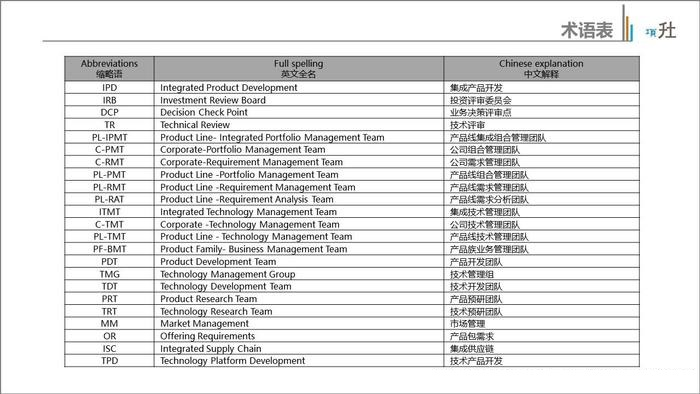 术语表
项升
Abbreviations Full spelling Chinese explanation
缩略语 英文全名 中文解释
IPD Integrated Product Development 集成产品开发
IRB Investment Review Board 投资评审委员会
DCP Decision Check Point 业务决策评审点
TR Technical Review 技术评审
PL-IPMT Product Line- Integrated Portfolio Management Team 产品线集成组合管理团队
C-PMT Corporate-Portfolio Management Team 公司组合管理团队
C-RMT Corporate-Requirement Management Team 公司需求管理团队
PL-PMT Product Line -Portfolio Management Team 产品线组合管理团队
PL-RMT Product Line -Requirement Management Team 产品线需求管理团队
PL-RAT Product Line -Requirement Analysis Team 产品线需求分析团队
ITMT Integrated Technology Management Team 集成技术管理团队
C-TMT Corporate -Technology Management Team 公司技术管理团队
PL-TMT Product Line - Technology Management Team 产品线技术管理团队
PF-BMT Product Family- Business Management Team 产品族业务管理团队
PDT Product Development Team 产品开发团队
TMG Technology Management Group 技术管理组
TDT Technology Development Team 技术开发团队
PRT Product Research Team 产品预研团队
TRT Technology Research Team 技术预研团队
MM Market Management 市场管理
OR Offering Requirements 产品包需求
ISC Integrated Supply Chain 集成供应链
TPD Technology Platform Development 技术产品开发